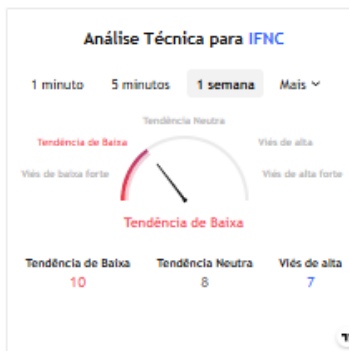 Análise Técnica para IFNC
1 minuto 5 minutos 1 semana Mais
Tendência Neutra
Tendência de Baixa Viés de alta
Viés de baixa forte Viés de alta forte
Tendência de Baixa
Tendência de Baixa Tendência Neutra Viés de alta
10 8 7